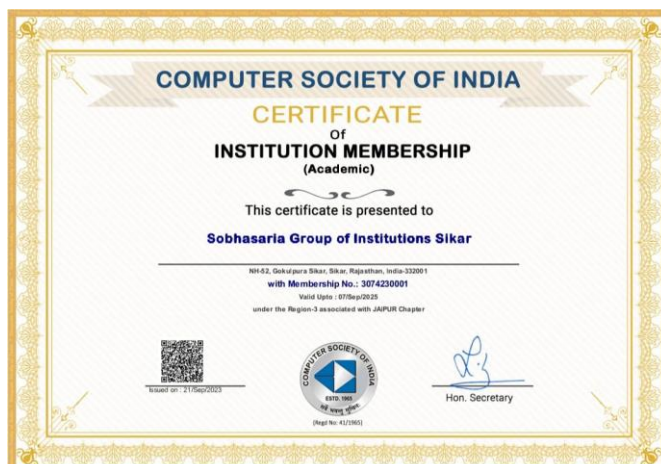 COMPUTER SOCIETY OF INDIA
CERTIFICATE
Of
INSTITUTION MEMBERSHIP
(Academic)
This certificate is presented to
Sobhasaria Group of Institutions Sikar
NH-52, Gokulpura Sikar, Sikar, Rajasthan, India-332001
with Membership No.: 3074230001
Valid Upto : 07/Sep/2025
under the Region-3 associated with JAIPUR Chapter
Issued on : 21/Sep/2023
COMPUTER SOCIETY OF INDIA
ESTD. 1965
सर्वे भवन्तु सुखिनः
[Regd No: 41/1965]
Hon. Secretary